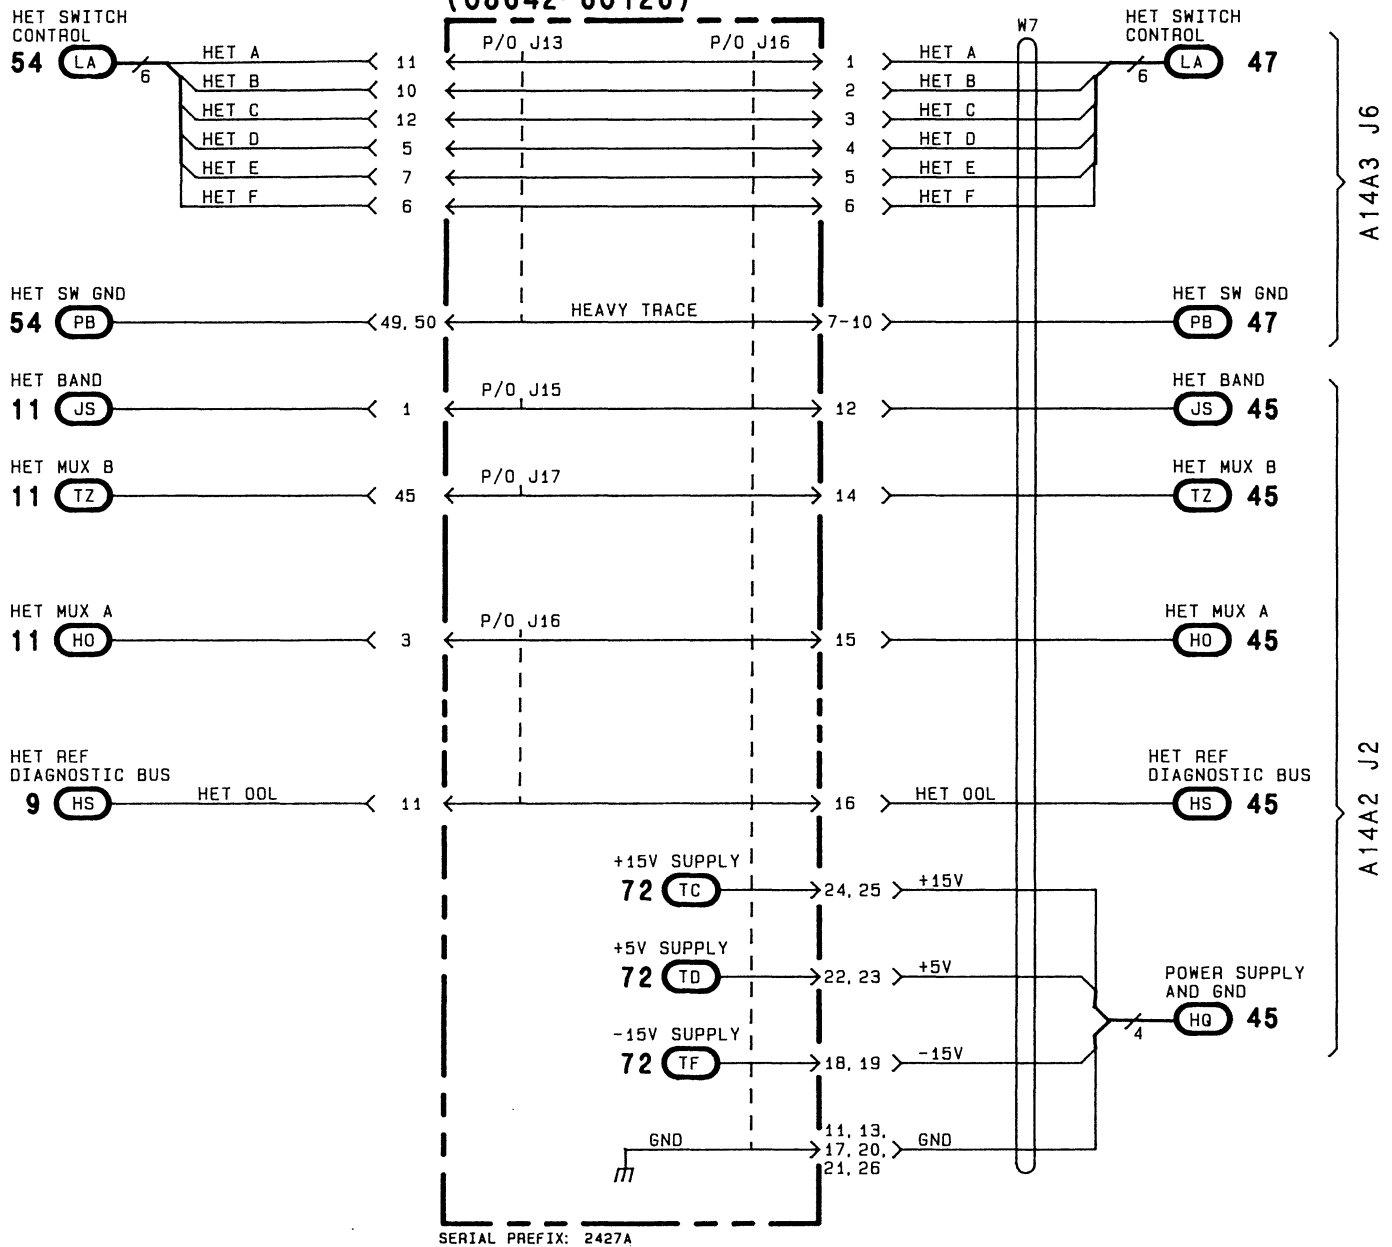 (08642-60126)
HET SWITCH
CONTROL
54 LA 6
HET A 11
HET B 10
HET C 12
HET D 5
HET E 7
HET F 6
P/O J13
P/O J16
1 HET A
2 HET B
3 HET C
4 HET D
5 HET E
6 HET F
W7
HET SWITCH
CONTROL
6 LA 47
A14A3 J6
HET SW GND
54 PB 49, 50 HEAVY TRACE 7-10
HET SW GND
PB 47
HET BAND
11 JS 1 P/O J15 12
HET BAND
JS 45
HET MUX B
11 TZ 45 P/O J17 14
HET MUX B
TZ 45
HET MUX A
11 HO 3 P/O J16 15
HET MUX A
HO 45
HET REF
DIAGNOSTIC BUS
9 HS HET OOL 11 16 HET OOL
HET REF
DIAGNOSTIC BUS
HS 45
A14A2 J2
+15V SUPPLY
72 TC 24, 25 +15V
+5V SUPPLY
72 TD 22, 23 +5V
POWER SUPPLY
AND GND
4 HQ 45
-15V SUPPLY
72 TF 18, 19 -15V
GND
11, 13,
17, 20,
21, 26
GND
SERIAL PREFIX: 2427A